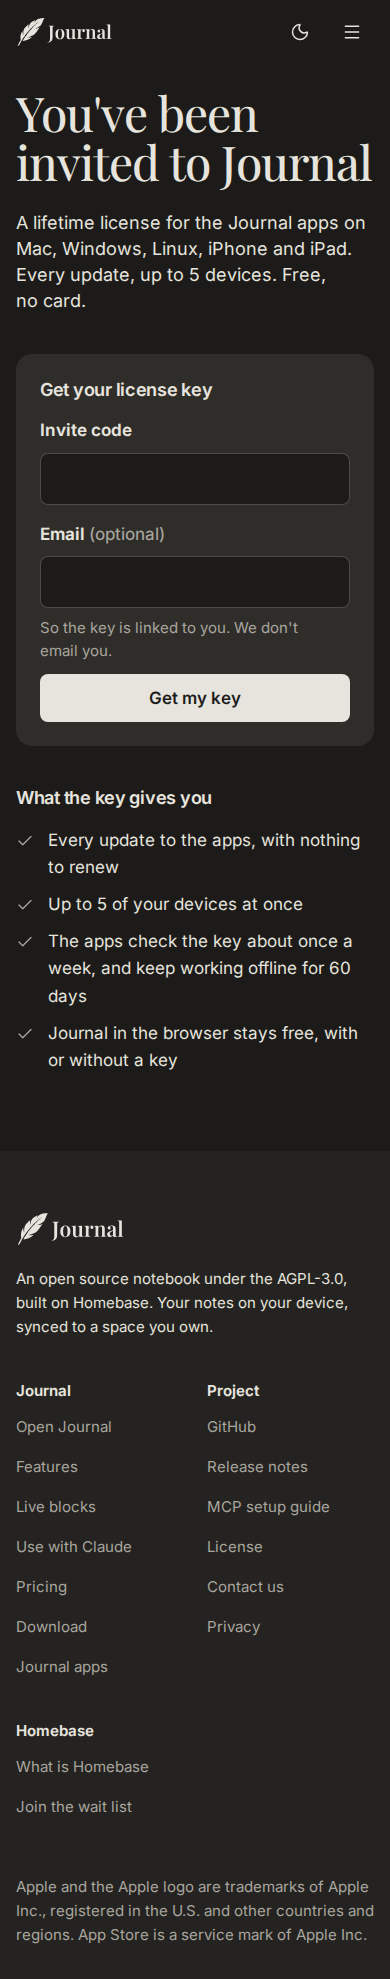 Journal
You've been
invited to Journal
A lifetime license for the Journal apps on
Mac, Windows, Linux, iPhone and iPad.
Every update, up to 5 devices. Free,
no card.
Get your license key
Invite code
Email (optional)
So the key is linked to you. We don't
email you.
Get my key
What the key gives you
Every update to the apps, with nothing
to renew
Up to 5 of your devices at once
The apps check the key about once a
week, and keep working offline for 60
days
Journal in the browser stays free, with
or without a key
Journal
An open source notebook under the AGPL-3.0,
built on Homebase. Your notes on your device,
synced to a space you own.
Journal
Open Journal
Features
Live blocks
Use with Claude
Pricing
Download
Journal apps
Project
GitHub
Release notes
MCP setup guide
License
Contact us
Privacy
Homebase
What is Homebase
Join the wait list
Apple and the Apple logo are trademarks of Apple
Inc., registered in the U.S. and other countries and
regions. App Store is a service mark of Apple Inc.